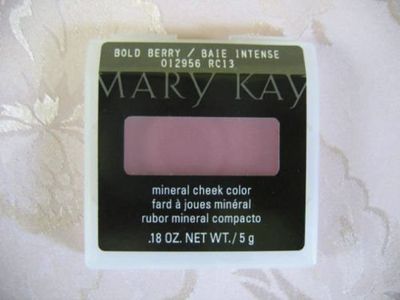 BOLD BERRY / BAIE INTENSE
012956 RC13
MARY KAY
mineral cheek color
fard à joues minéral
rubor mineral compacto
.18 OZ. NET WT./5 g